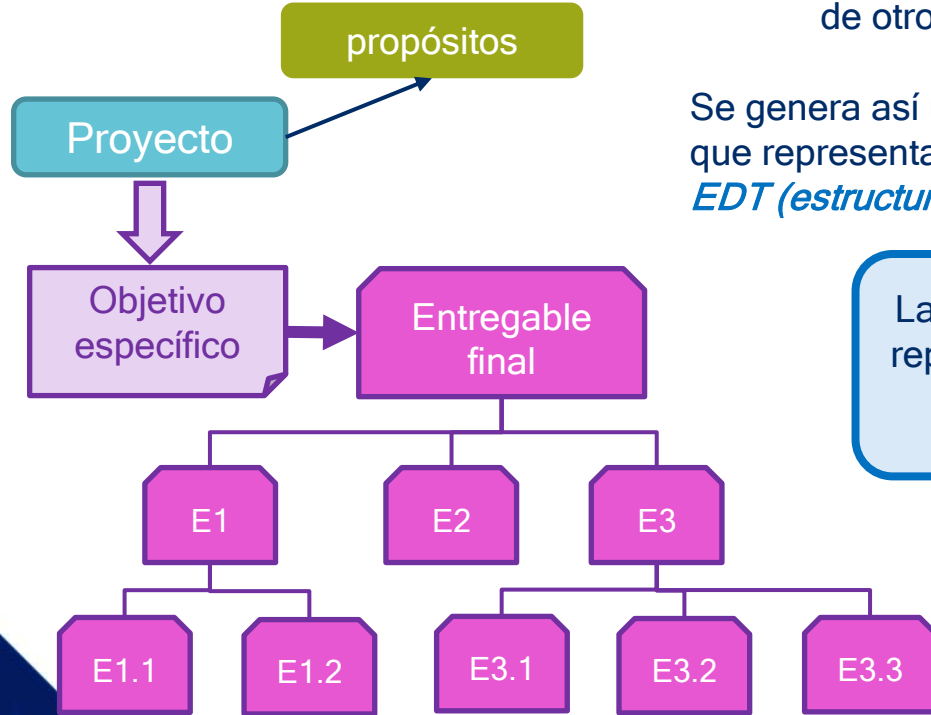 de otro
propósitos
Proyecto
Se genera así
que representa
EDT (estructur
Objetivo
específico
Entregable
final
La
rep
E1
E2
E3
E1.1
E1.2
E3.1
E3.2
E3.3